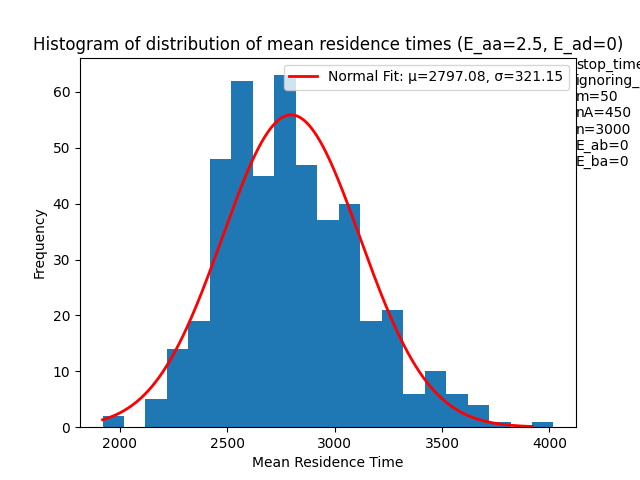 Histogram of distribution of mean residence times (E_aa=2.5, E_ad=0)
Normal Fit: μ=2797.08, σ=321.15
stop_time
ignoring_
m=50
nA=450
n=3000
E_ab=0
E_ba=0
Frequency
60
50
40
30
20
10
0
2000 2500 3000 3500 4000
Mean Residence Time